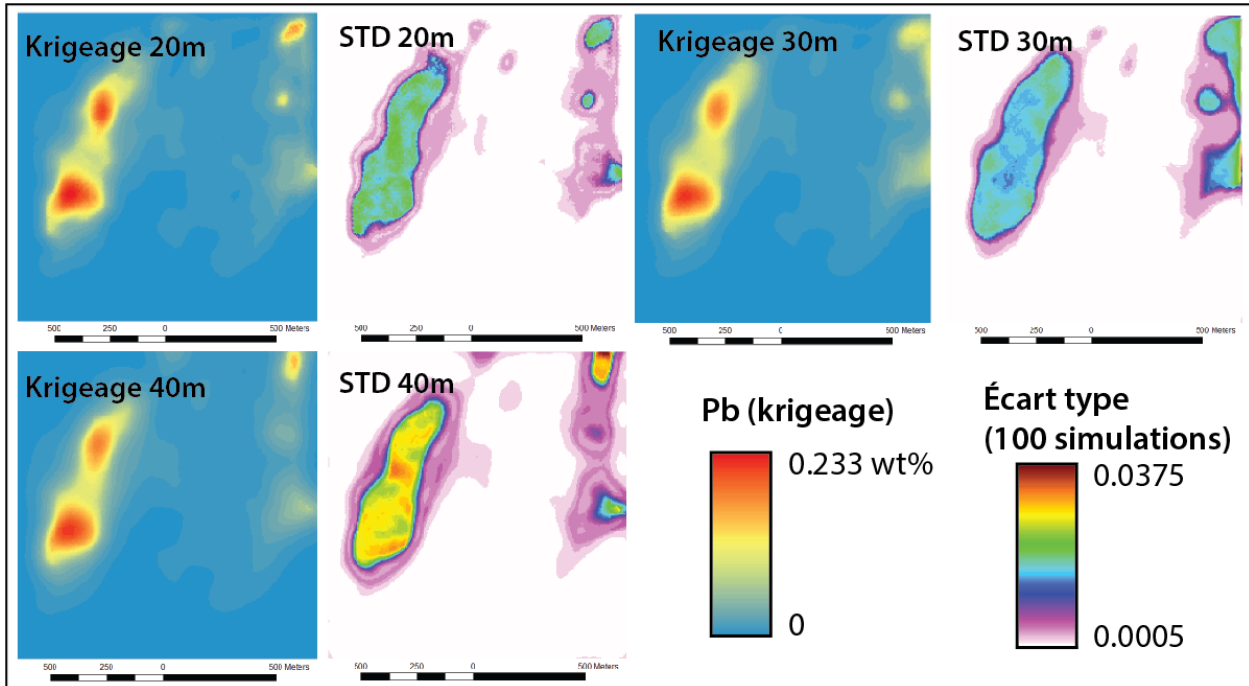 Krigeage 20m
STD 20m
Krigeage 30m
STD 30m
500 250 0 500 Meters
500 250 0 500 Meters
500 250 0 500 Meters
500 250 0 500 Meters
Krigeage 40m
STD 40m
Pb (krigeage)
0.233 wt%
0
Écart type
(100 simulations)
0.0375
0.0005
500 250 0 500 Meters
500 250 0 500 Meters